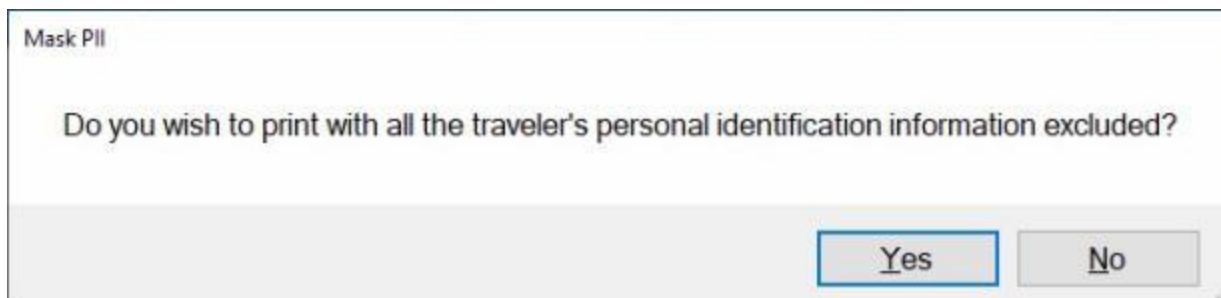 Mask PII
Do you wish to print with all the traveler's personal identification information excluded?
Yes
No